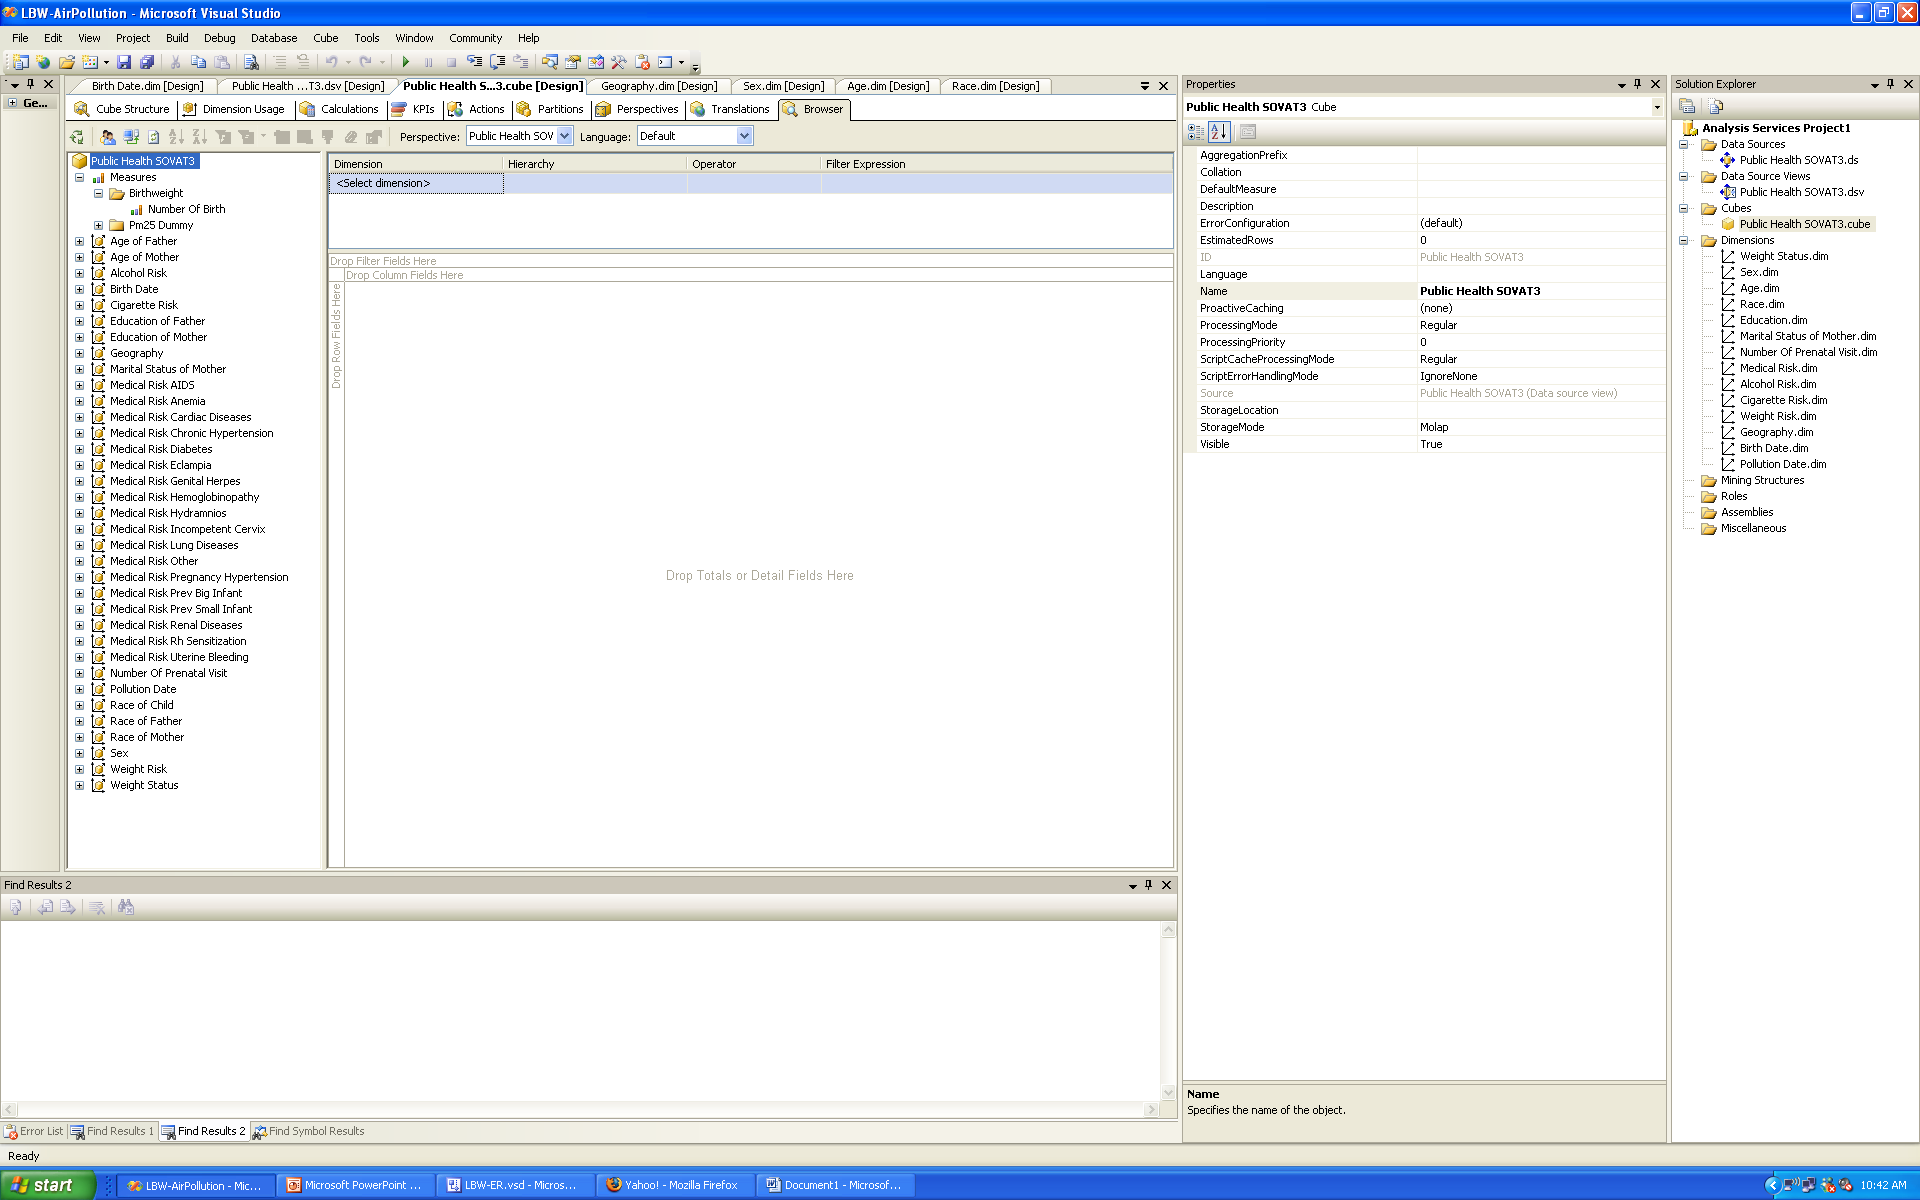 LBW-AirPollution - Microsoft Visual Studio
File Edit View Project Build Debug Database Cube Tools Window Community Help
Ge...
Birth Date.dim [Design] Public Health ...T3.dsv [Design] Public Health S...3.cube [Design] Geography.dim [Design] Sex.dim [Design] Age.dim [Design] Race.dim [Design]
Cube Structure Dimension Usage Calculations KPIs Actions Partitions Perspectives Translations Browser
Perspective: Public Health SOV Language: Default
Public Health SOVAT3
Measures
Birthweight
Number Of Birth
Pm25 Dummy
Age of Father
Age of Mother
Alcohol Risk
Birth Date
Cigarette Risk
Education of Father
Education of Mother
Geography
Marital Status of Mother
Medical Risk AIDS
Medical Risk Anemia
Medical Risk Cardiac Diseases
Medical Risk Chronic Hypertension
Medical Risk Diabetes
Medical Risk Eclampia
Medical Risk Genital Herpes
Medical Risk Hemoglobinopathy
Medical Risk Hydramnios
Medical Risk Incompetent Cervix
Medical Risk Lung Diseases
Medical Risk Other
Medical Risk Pregnancy Hypertension
Medical Risk Prev Big Infant
Medical Risk Prev Small Infant
Medical Risk Renal Diseases
Medical Risk Rh Sensitization
Medical Risk Uterine Bleeding
Number Of Prenatal Visit
Pollution Date
Race of Child
Race of Father
Race of Mother
Sex
Weight Risk
Weight Status
Dimension Hierarchy Operator Filter Expression
<Select dimension>
Drop Filter Fields Here
Drop Column Fields Here
Drop Row Fields Here
Drop Totals or Detail Fields Here
Properties
Public Health SOVAT3 Cube
AggregationPrefix
Collation
DefaultMeasure
Description
ErrorConfiguration (default)
EstimatedRows 0
ID Public Health SOVAT3
Language
Name Public Health SOVAT3
ProactiveCaching (none)
ProcessingMode Regular
ProcessingPriority 0
ScriptCacheProcessingMode Regular
ScriptErrorHandlingMode IgnoreNone
Source Public Health SOVAT3 (Data source view)
StorageLocation
StorageMode Molap
Visible True
Name
Specifies the name of the object.
Solution Explorer
Analysis Services Project1
Data Sources
Public Health SOVAT3.ds
Data Source Views
Public Health SOVAT3.dsv
Cubes
Public Health SOVAT3.cube
Dimensions
Weight Status.dim
Sex.dim
Age.dim
Race.dim
Education.dim
Marital Status of Mother.dim
Number Of Prenatal Visit.dim
Medical Risk.dim
Alcohol Risk.dim
Cigarette Risk.dim
Weight Risk.dim
Geography.dim
Birth Date.dim
Pollution Date.dim
Mining Structures
Roles
Assemblies
Miscellaneous
Find Results 2
Error List Find Results 1 Find Results 2 Find Symbol Results
Ready
start LBW-AirPollution - Mic... Microsoft PowerPoint ... LBW-ER.vsd - Micros... Yahoo! - Mozilla Firefox Document1 - Microsof... 10:42 AM